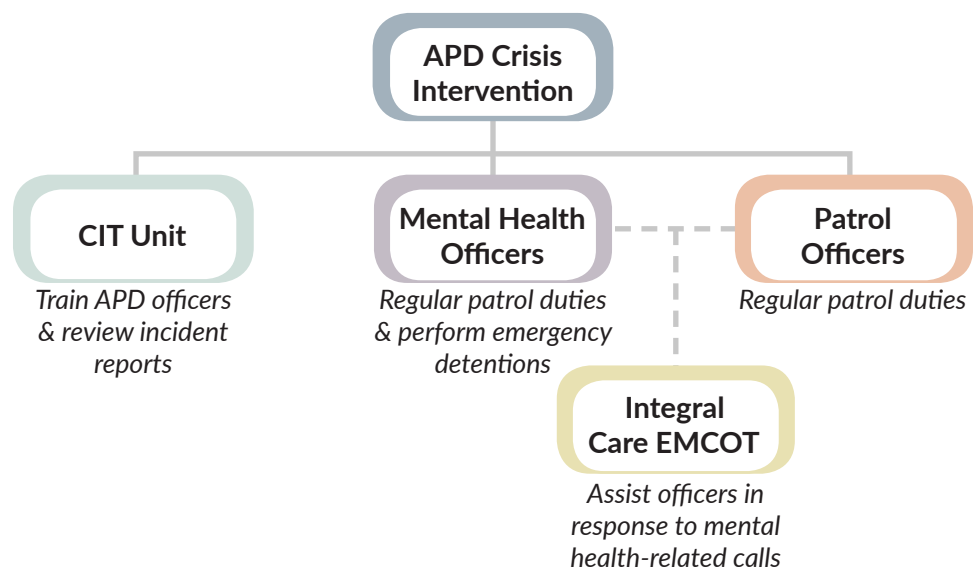 APD Crisis
Intervention
CIT Unit
Train APD officers
& review incident
reports
Mental Health
Officers
Regular patrol duties
& perform emergency
detentions
Patrol
Officers
Regular patrol duties
Integral
Care EMCOT
Assist officers in
response to mental
health-related calls